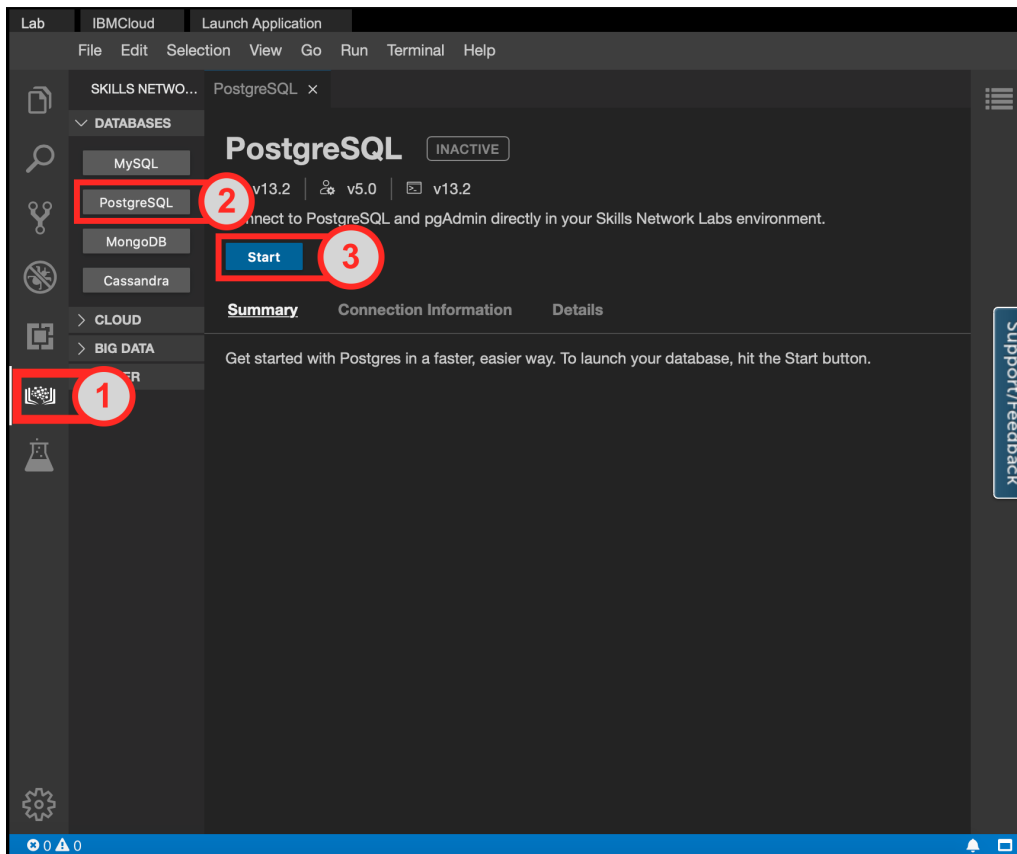 Lab IBMCloud Launch Application
File Edit Selection View Go Run Terminal Help
SKILLS NETWO...
DATABASES
MySQL
PostgreSQL
MongoDB
Cassandra
CLOUD
BIG DATA
1
2
PostgreSQL ×
PostgreSQL INACTIVE
v13.2 v5.0 v13.2
to PostgreSQL and pgAdmin directly in your Skills Network Labs environment.
Start
3
Summary Connection Information Details
Get started with Postgres in a faster, easier way. To launch your database, hit the Start button.
Support/Feedback
0 0